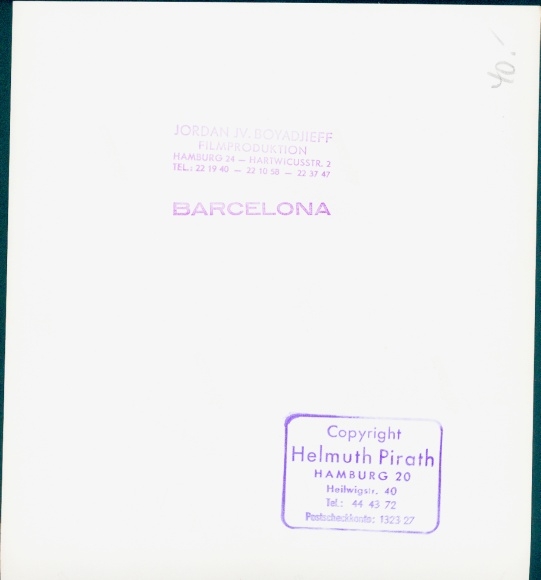 40.-
JORDAN JV. BOYADJIEFF
FILMPRODUKTION
HAMBURG 24 — HARTWICUSSTR. 2
TEL.: 22 19 40 — 22 10 58 — 22 37 47
BARCELONA
Copyright
Helmuth Pirath
HAMBURG 20
Heilwigstr. 40
Tel.: 44 43 72
Postscheckkonto: 1323 27